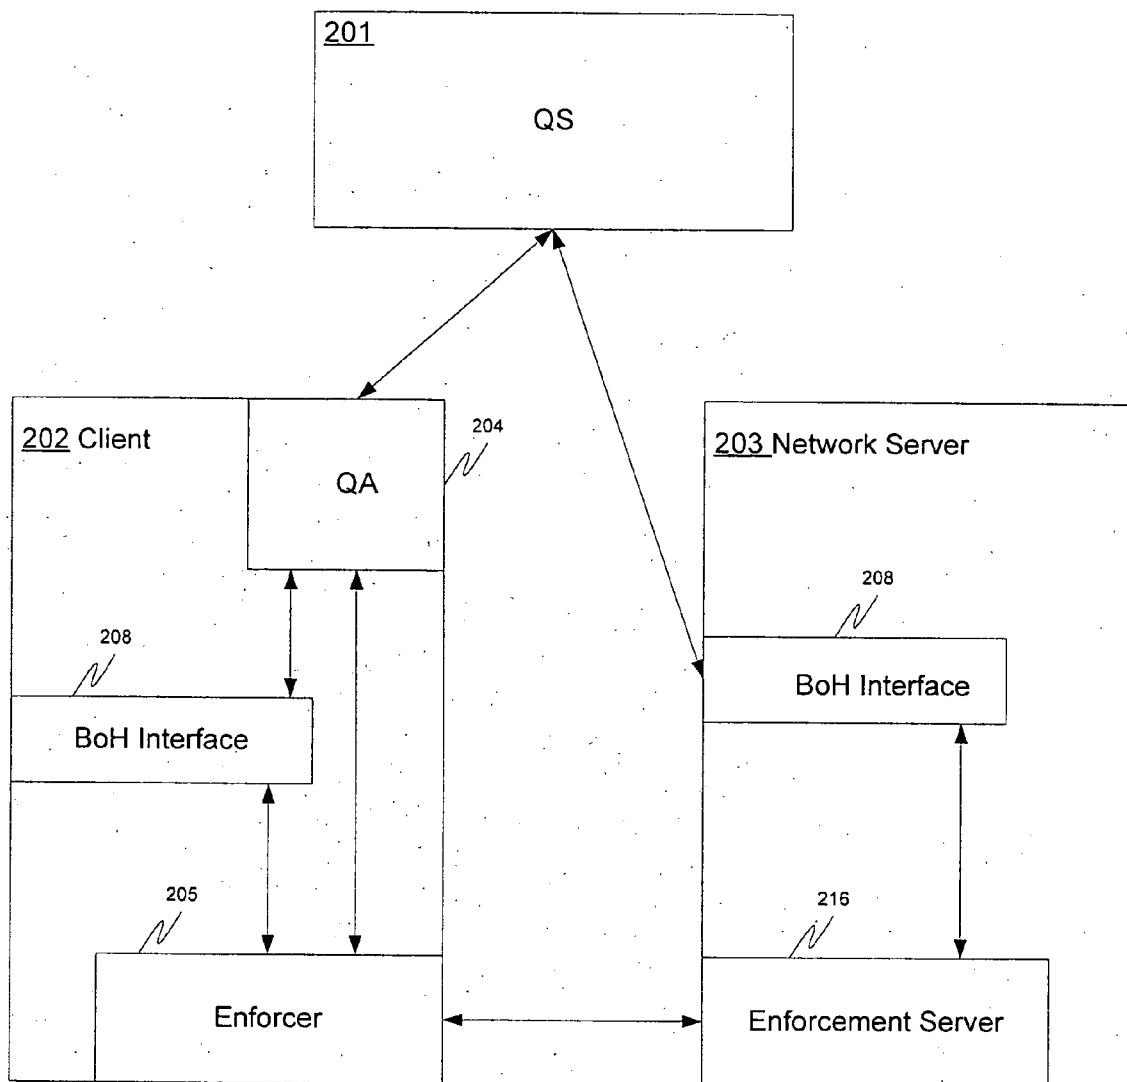 201
QS
202 Client
204
QA
203 Network Server
208
BoH Interface
208
BoH Interface
205
Enforcer
216
Enforcement Server